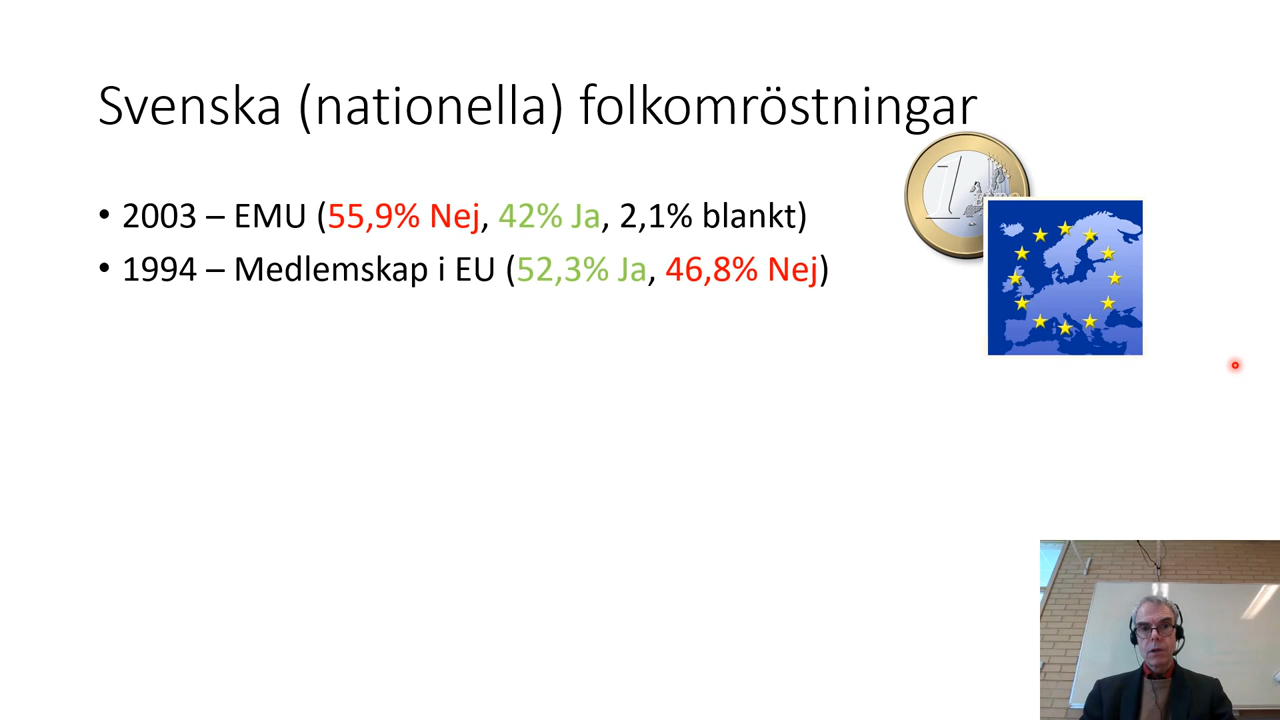 Svenska (nationella) folkomröstningar
• 2003 – EMU (55,9% Nej, 42% Ja, 2,1% blankt)
• 1994 – Medlemskap i EU (52,3% Ja, 46,8% Nej)
1